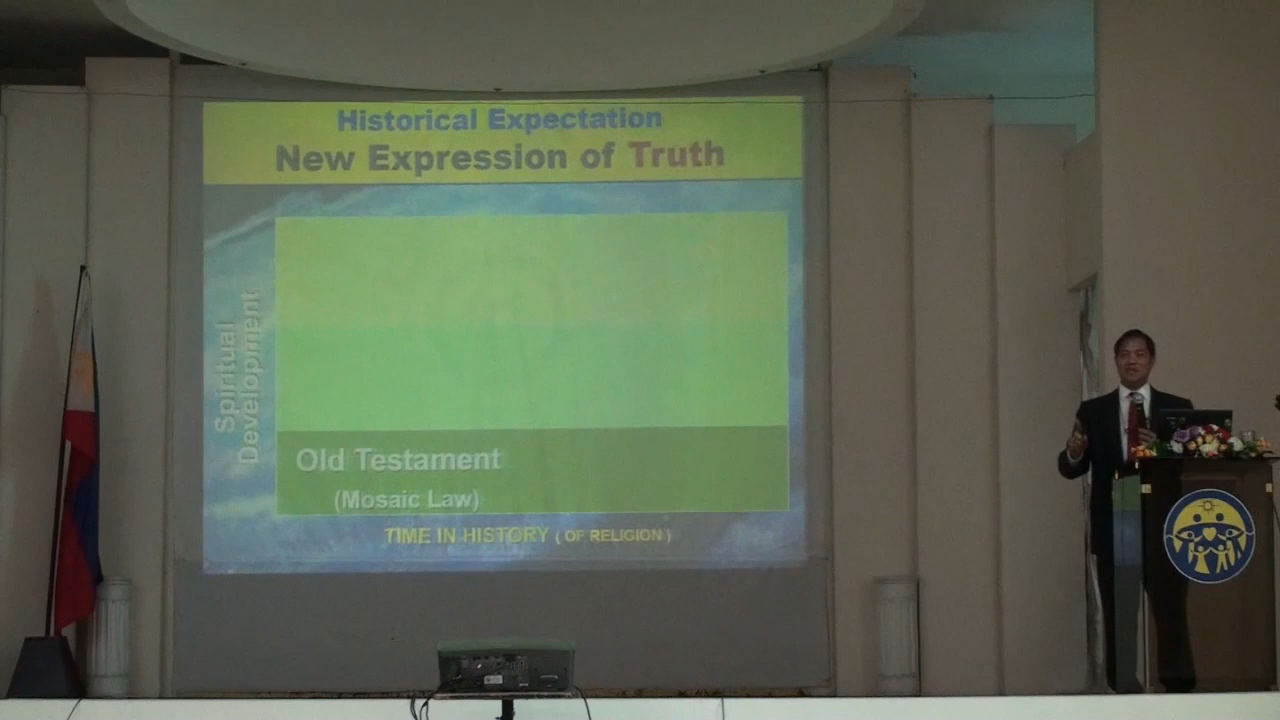 Historical Expectation
New Expression of Truth
Spiritual
Development
Old Testament
(Mosaic Law)
TIME IN HISTORY ( OF RELIGION )